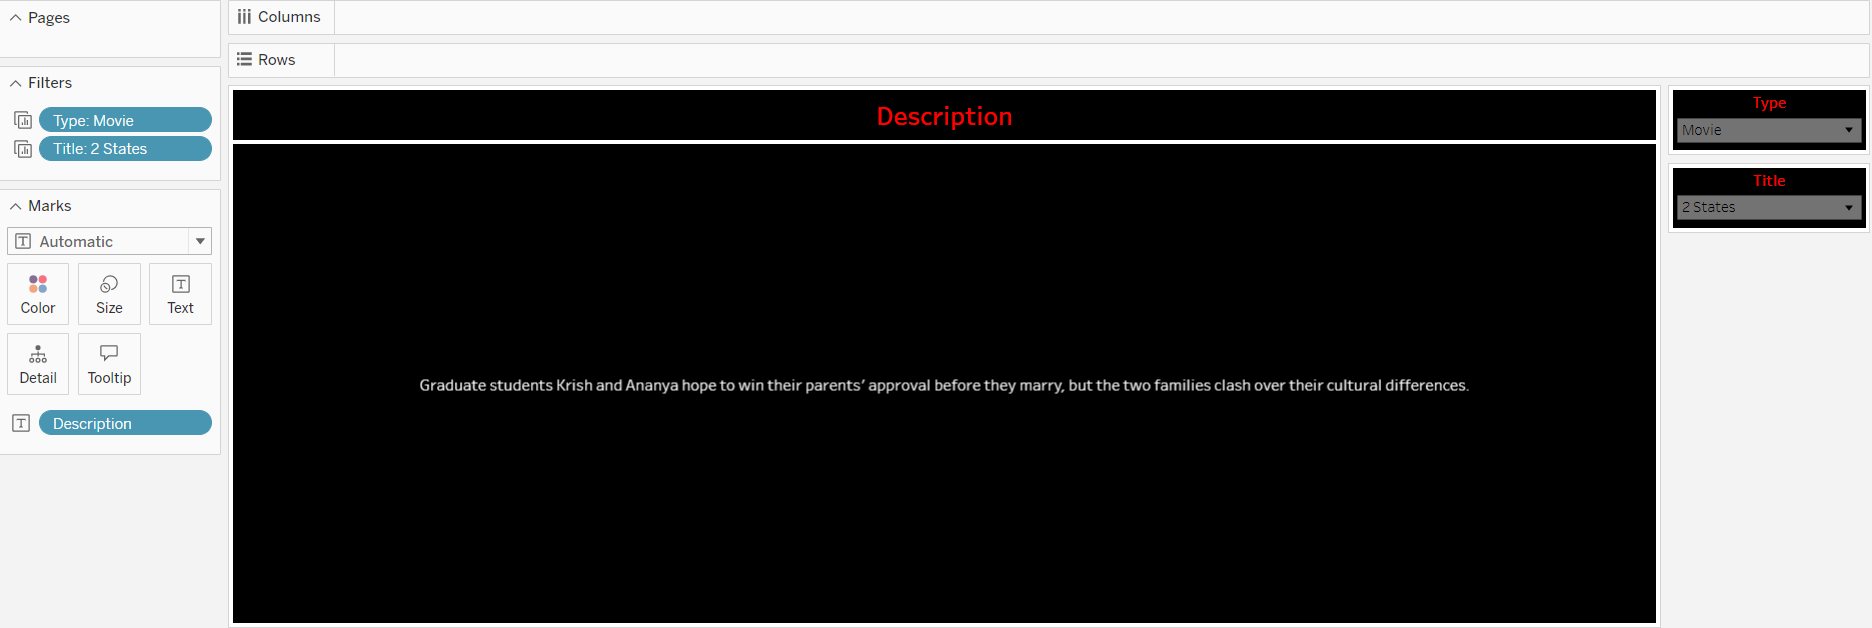 Pages
Columns
Rows
Filters
Type: Movie
Title: 2 States
Marks
Automatic
Color
Size
Text
Detail
Tooltip
Description
Description
Graduate students Krish and Ananya hope to win their parents’ approval before they marry, but the two families clash over their cultural differences.
Type
Movie
Title
2 States